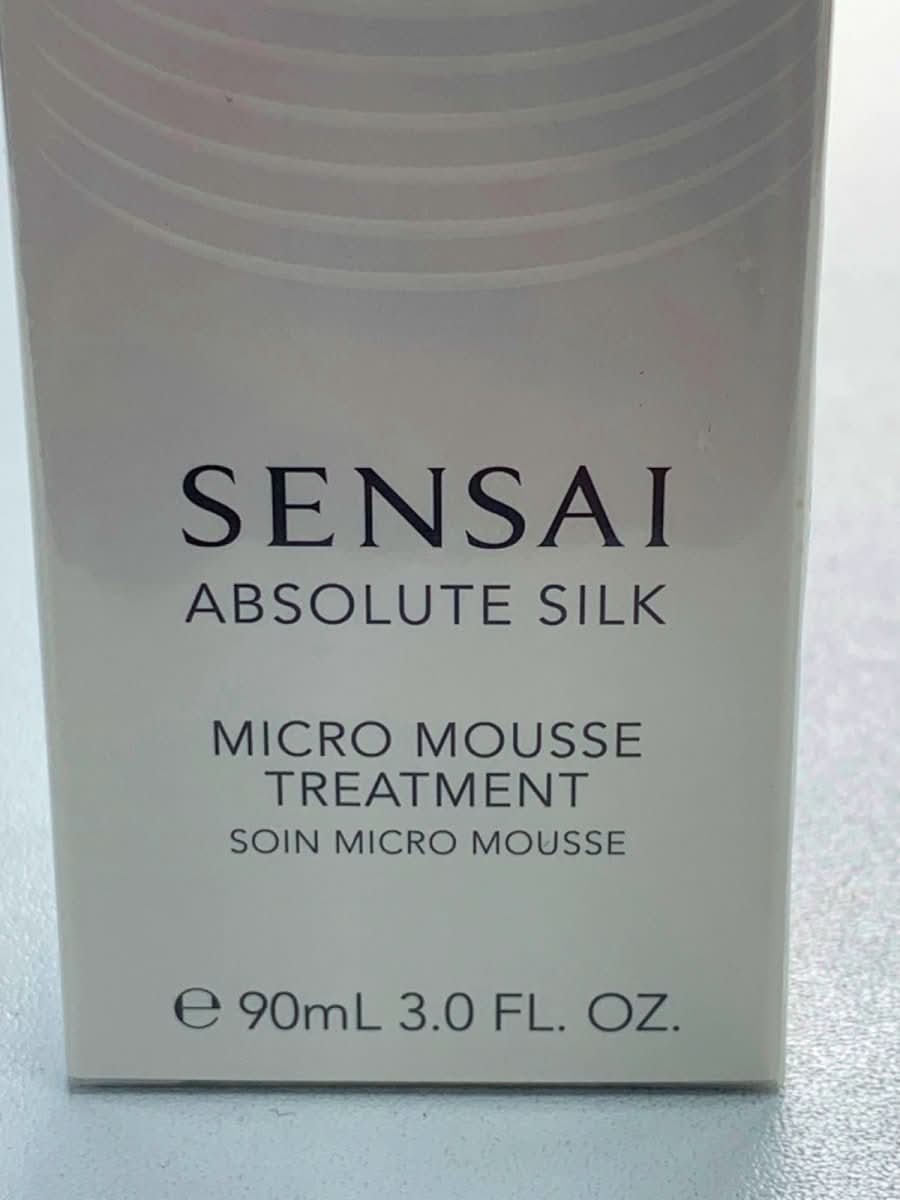 SENSAI
ABSOLUTE SILK
MICRO MOUSSE
TREATMENT
SOIN MICRO MOUSSE
℮ 90mL 3.0 FL. OZ.